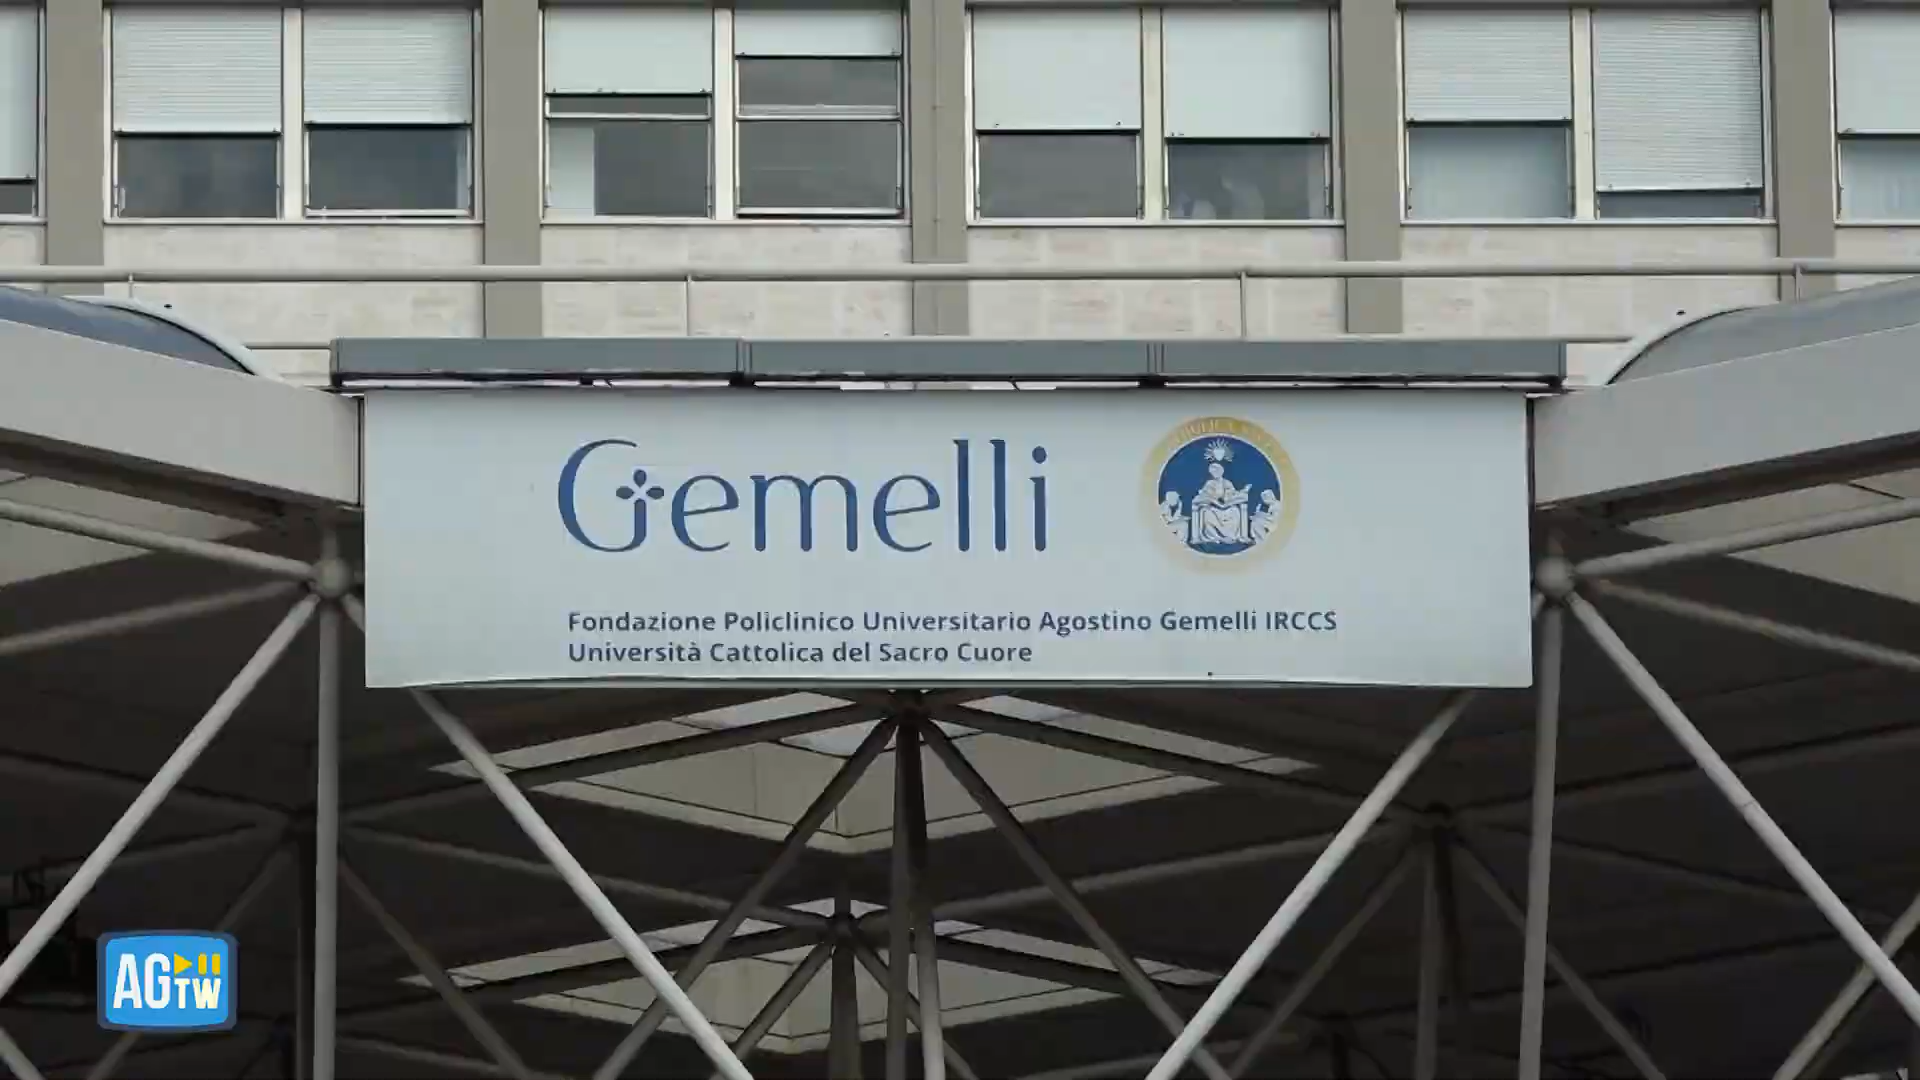 Gemelli
Fondazione Policlinico Universitario Agostino Gemelli IRCCS
Università Cattolica del Sacro Cuore
AG
TW